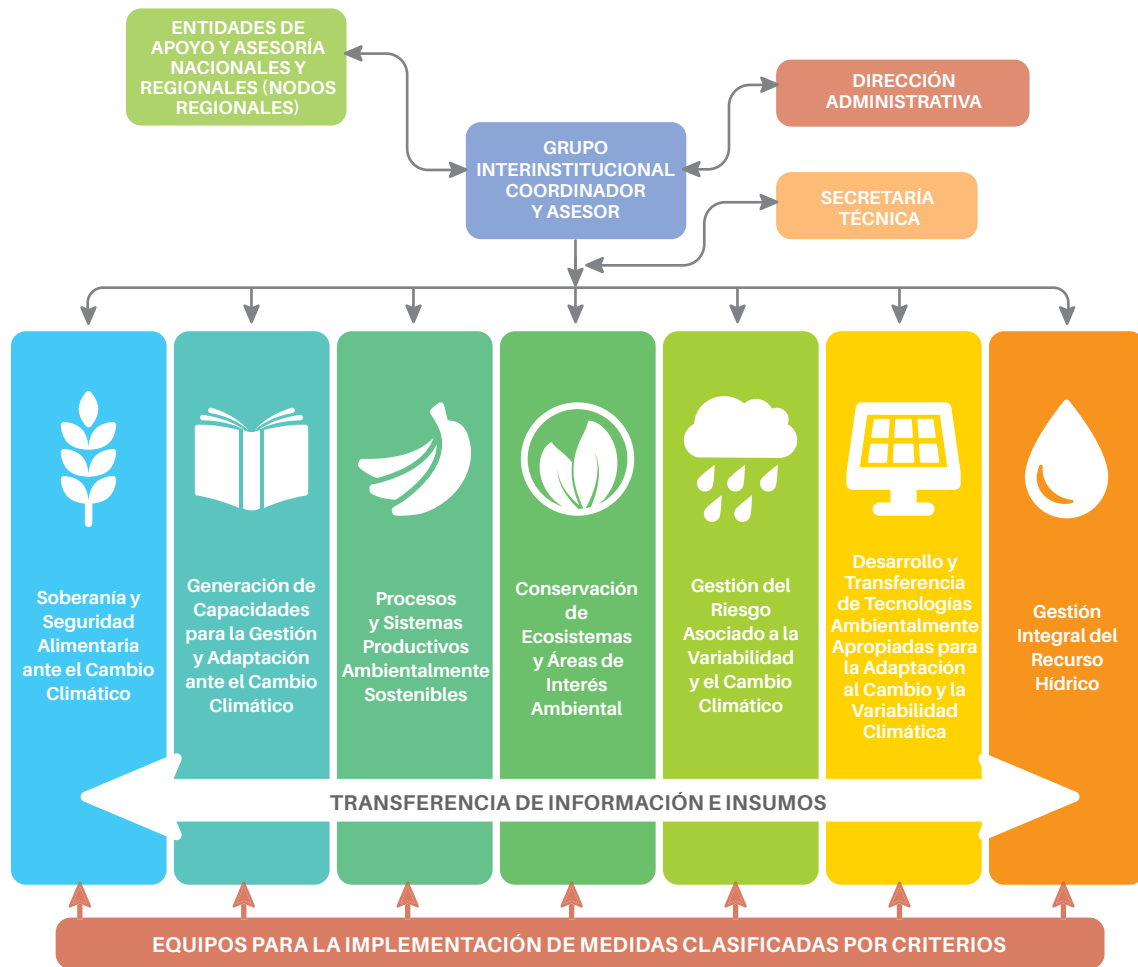 ENTIDADES DE
APOYO Y ASESORÍA
NACIONALES Y
REGIONALES (NODOS
REGIONALES)
DIRECCIÓN
ADMINISTRATIVA
GRUPO
INTERINSTITUCIONAL
COORDINADOR
Y ASESOR
SECRETARÍA
TÉCNICA
Soberanía y
Seguridad
Alimentaria
ante el Cambio
Climático
Generación de
Capacidades
para la Gestión
y Adaptación
ante el Cambio
Climático
Procesos
y Sistemas
Productivos
Ambientalmente
Sostenibles
Conservación
de
Ecosistemas
y Áreas de
Interés
Ambiental
Gestión del
Riesgo
Asociado a la
Variabilidad
y el Cambio
Climático
Desarrollo y
Transferencia
de Tecnologías
Ambientalmente
Apropiadas para
la Adaptación
al Cambio y la
Variabilidad
Climática
Gestión
Integral del
Recurso
Hídrico
TRANSFERENCIA DE INFORMACIÓN E INSUMOS
EQUIPOS PARA LA IMPLEMENTACIÓN DE MEDIDAS CLASIFICADAS POR CRITERIOS